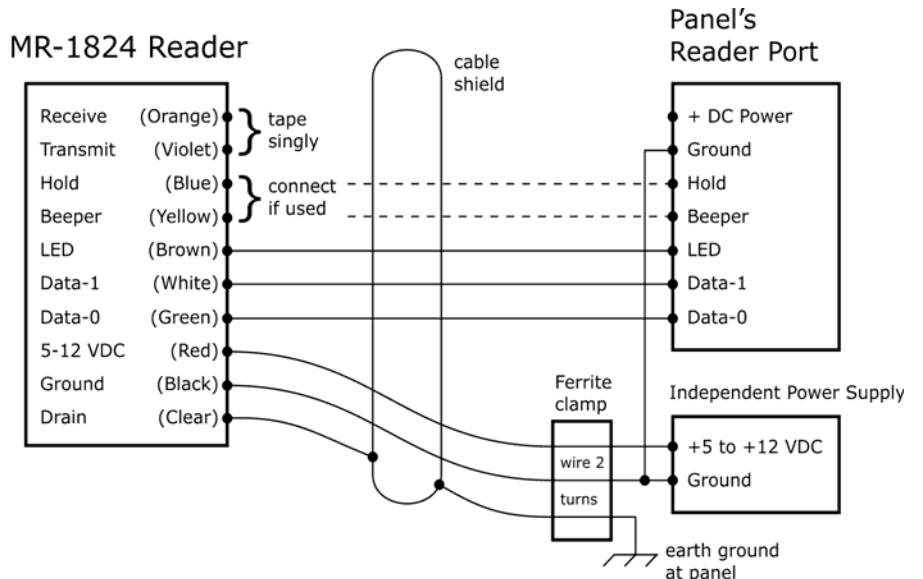 MR-1824 Reader
Receive (Orange)
Transmit (Violet)
Hold (Blue)
Beeper (Yellow)
LED (Brown)
Data-1 (White)
Data-0 (Green)
5-12 VDC (Red)
Ground (Black)
Drain (Clear)
tape
singly
connect
if used
cable
shield
Panel's
Reader Port
+ DC Power
Ground
Hold
Beeper
LED
Data-1
Data-0
Ferrite
clamp
wire 2
turns
Independent Power Supply
+5 to +12 VDC
Ground
earth ground
at panel